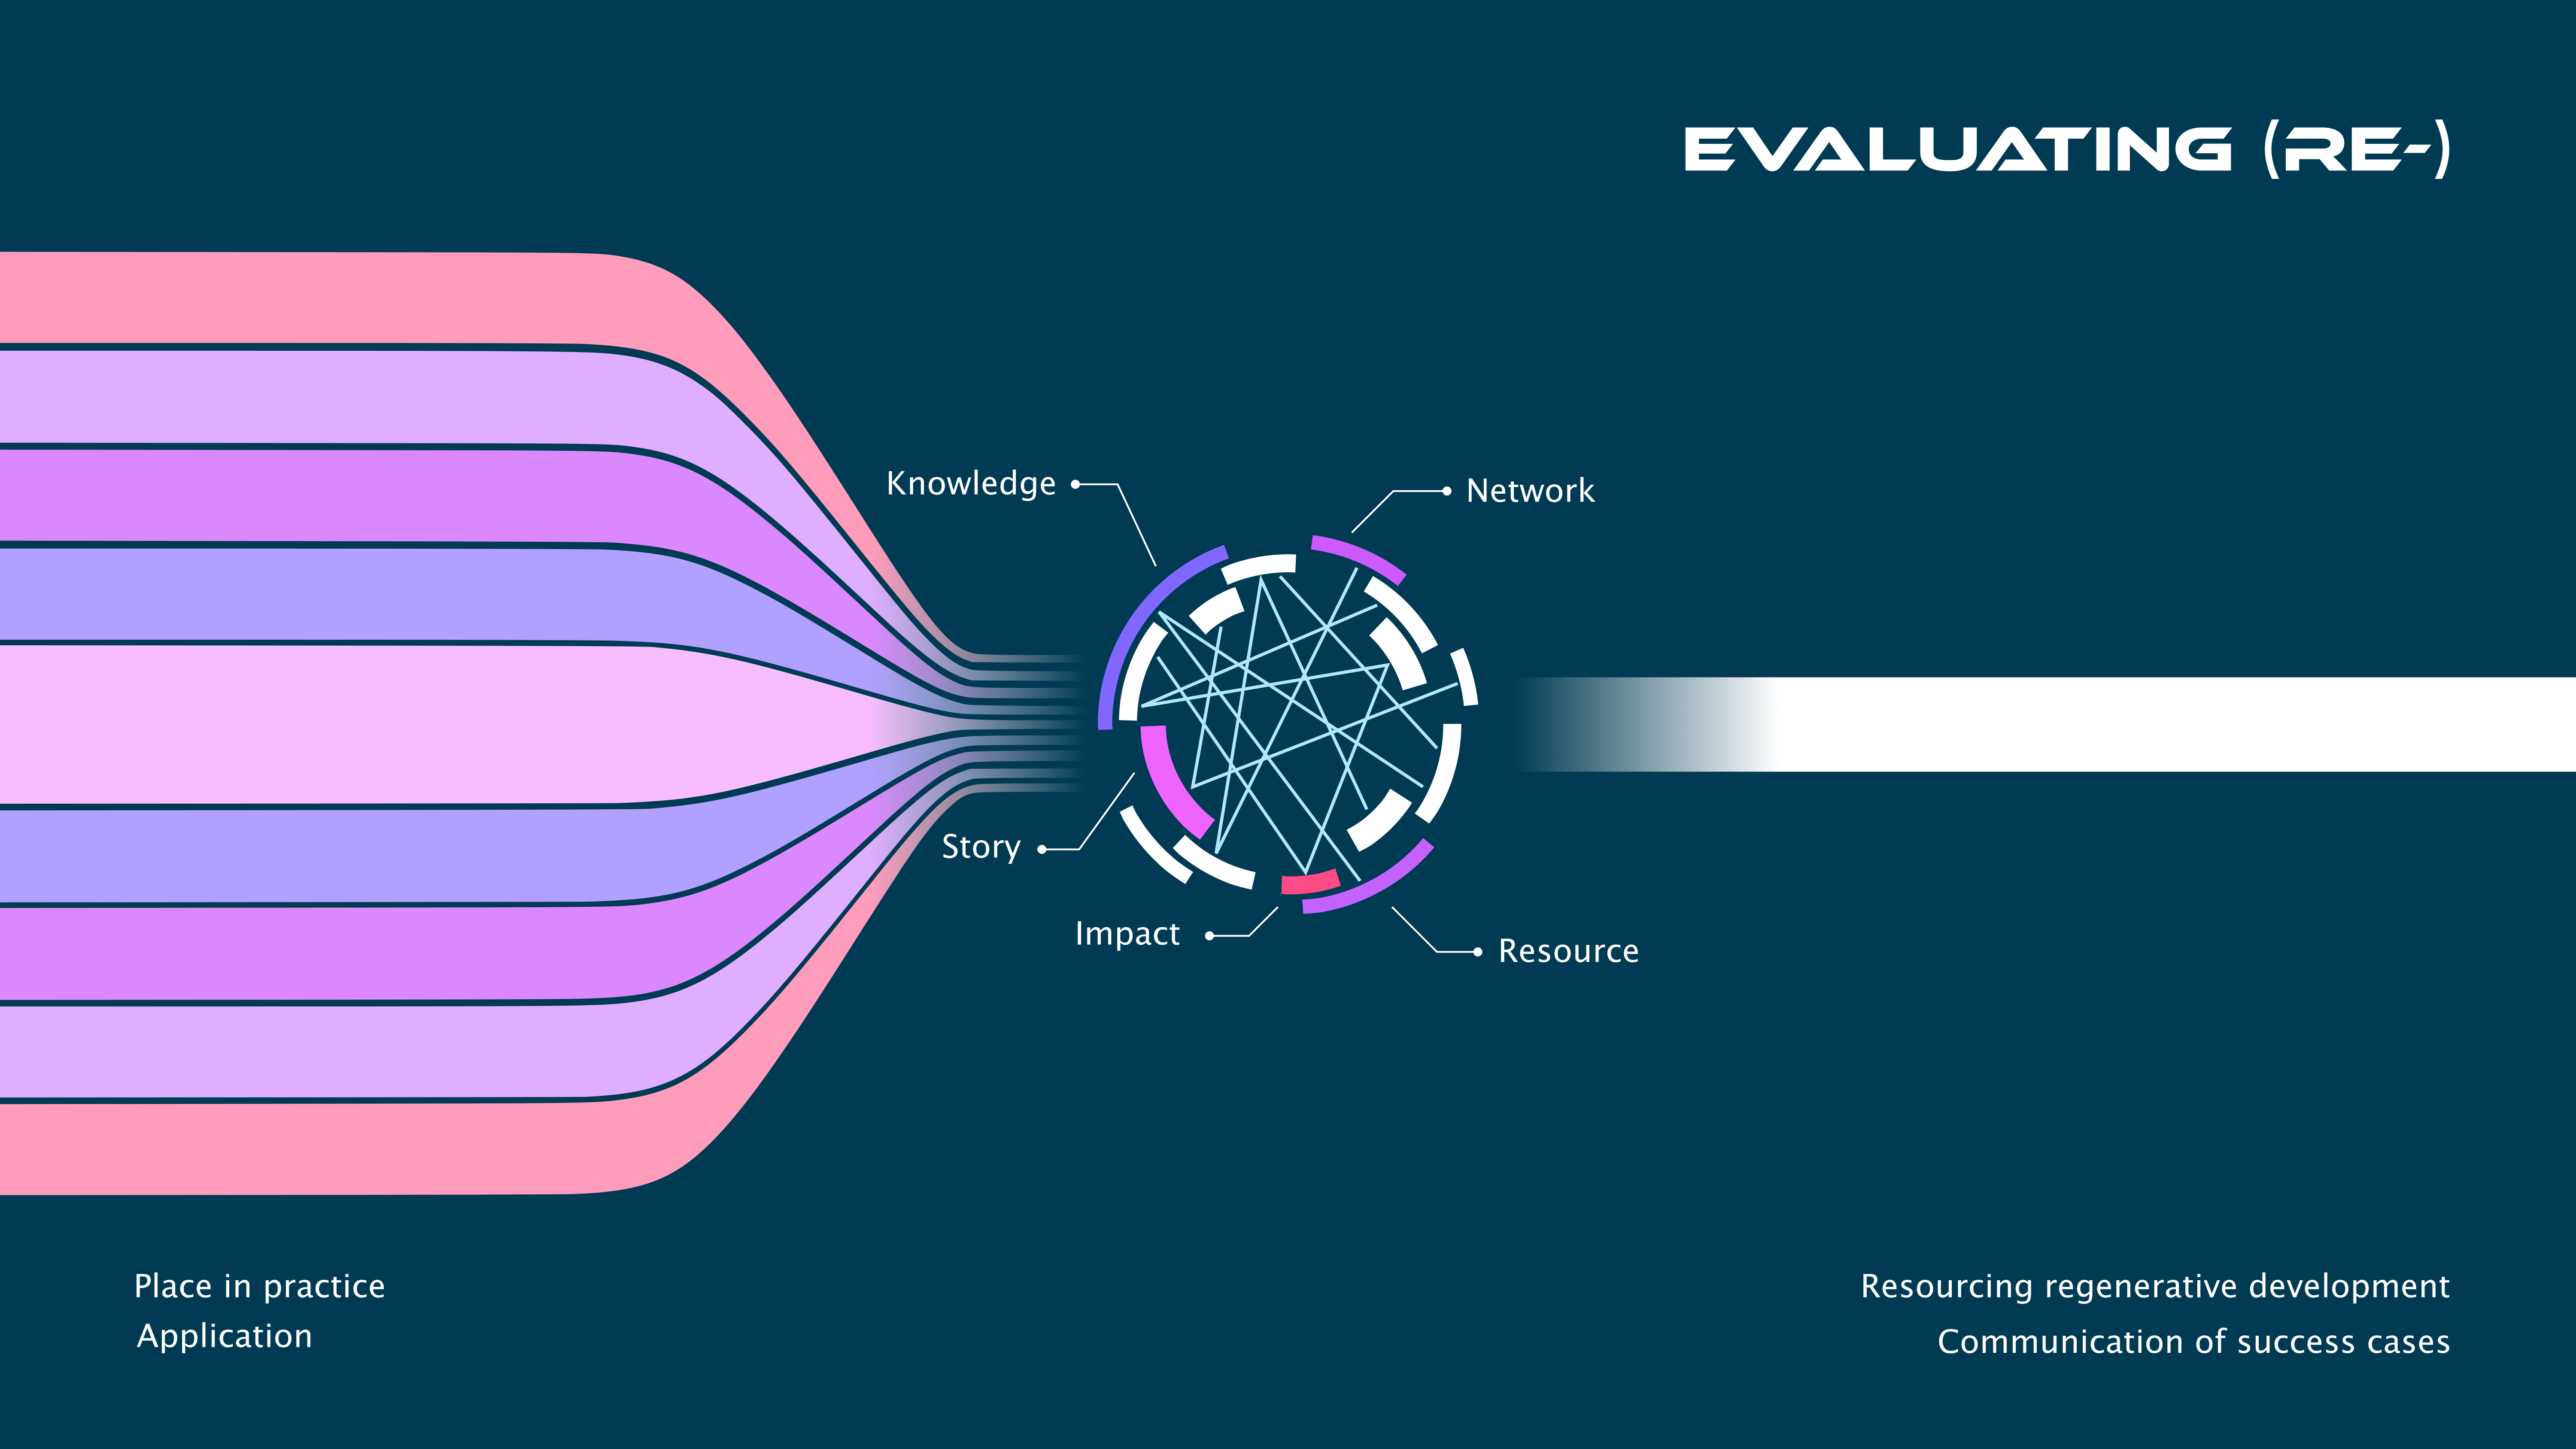 EVALUATING (RE-)
Knowledge
Network
Story
Impact
Resource
Place in practice
Application
Resourcing regenerative development
Communication of success cases